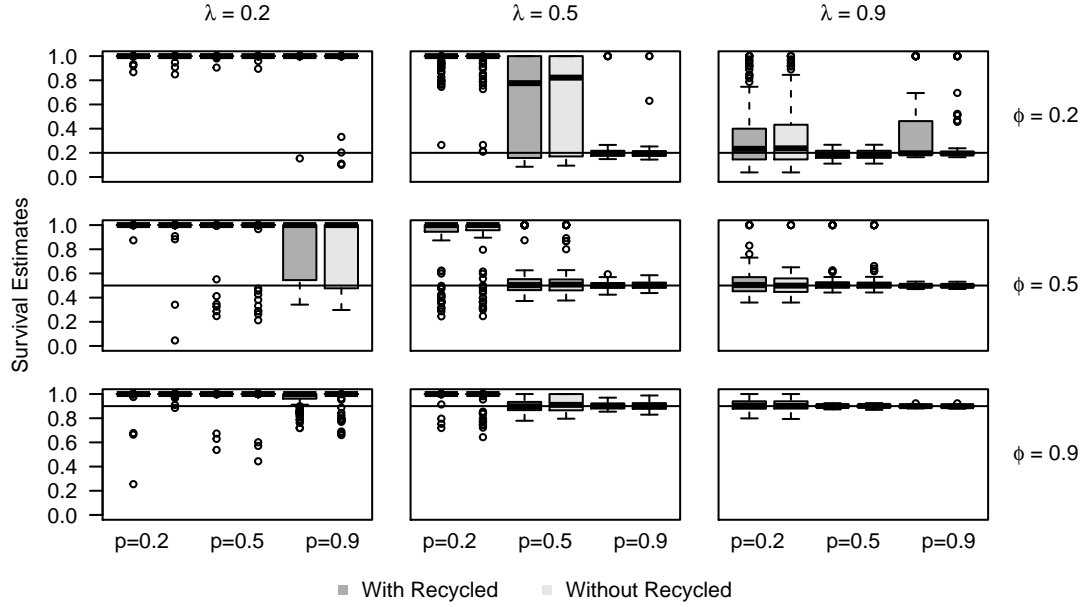 λ = 0.2 λ = 0.5 λ = 0.9
1.0
0.8
0.6
0.4
0.2
0.0
ϕ = 0.2
1.0
0.8
0.6
0.4
0.2
0.0
ϕ = 0.5
1.0
0.8
0.6
0.4
0.2
0.0
ϕ = 0.9
Survival Estimates
p=0.2 p=0.5 p=0.9 p=0.2 p=0.5 p=0.9 p=0.2 p=0.5 p=0.9
With Recycled Without Recycled